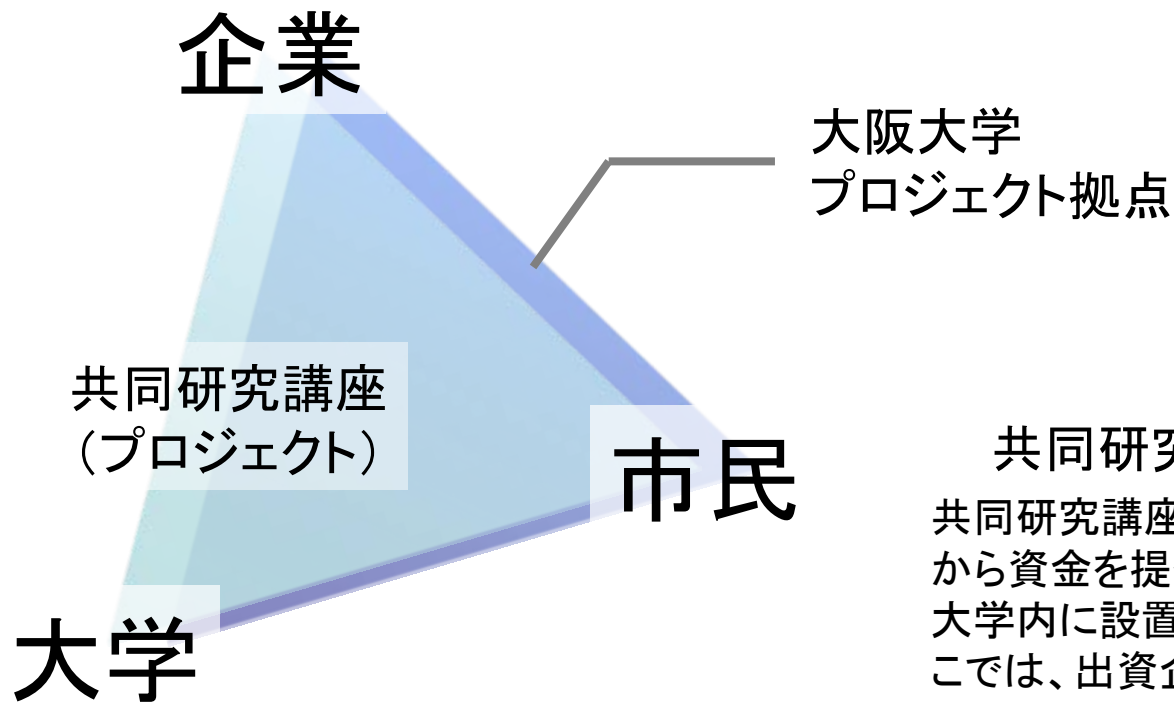 企業
大阪大学
プロジェクト拠点
共同研究講座
（プロジェクト）
市民
大学
共同研
共同研究講座
から資金を提
大学内に設置
こでは、出資企